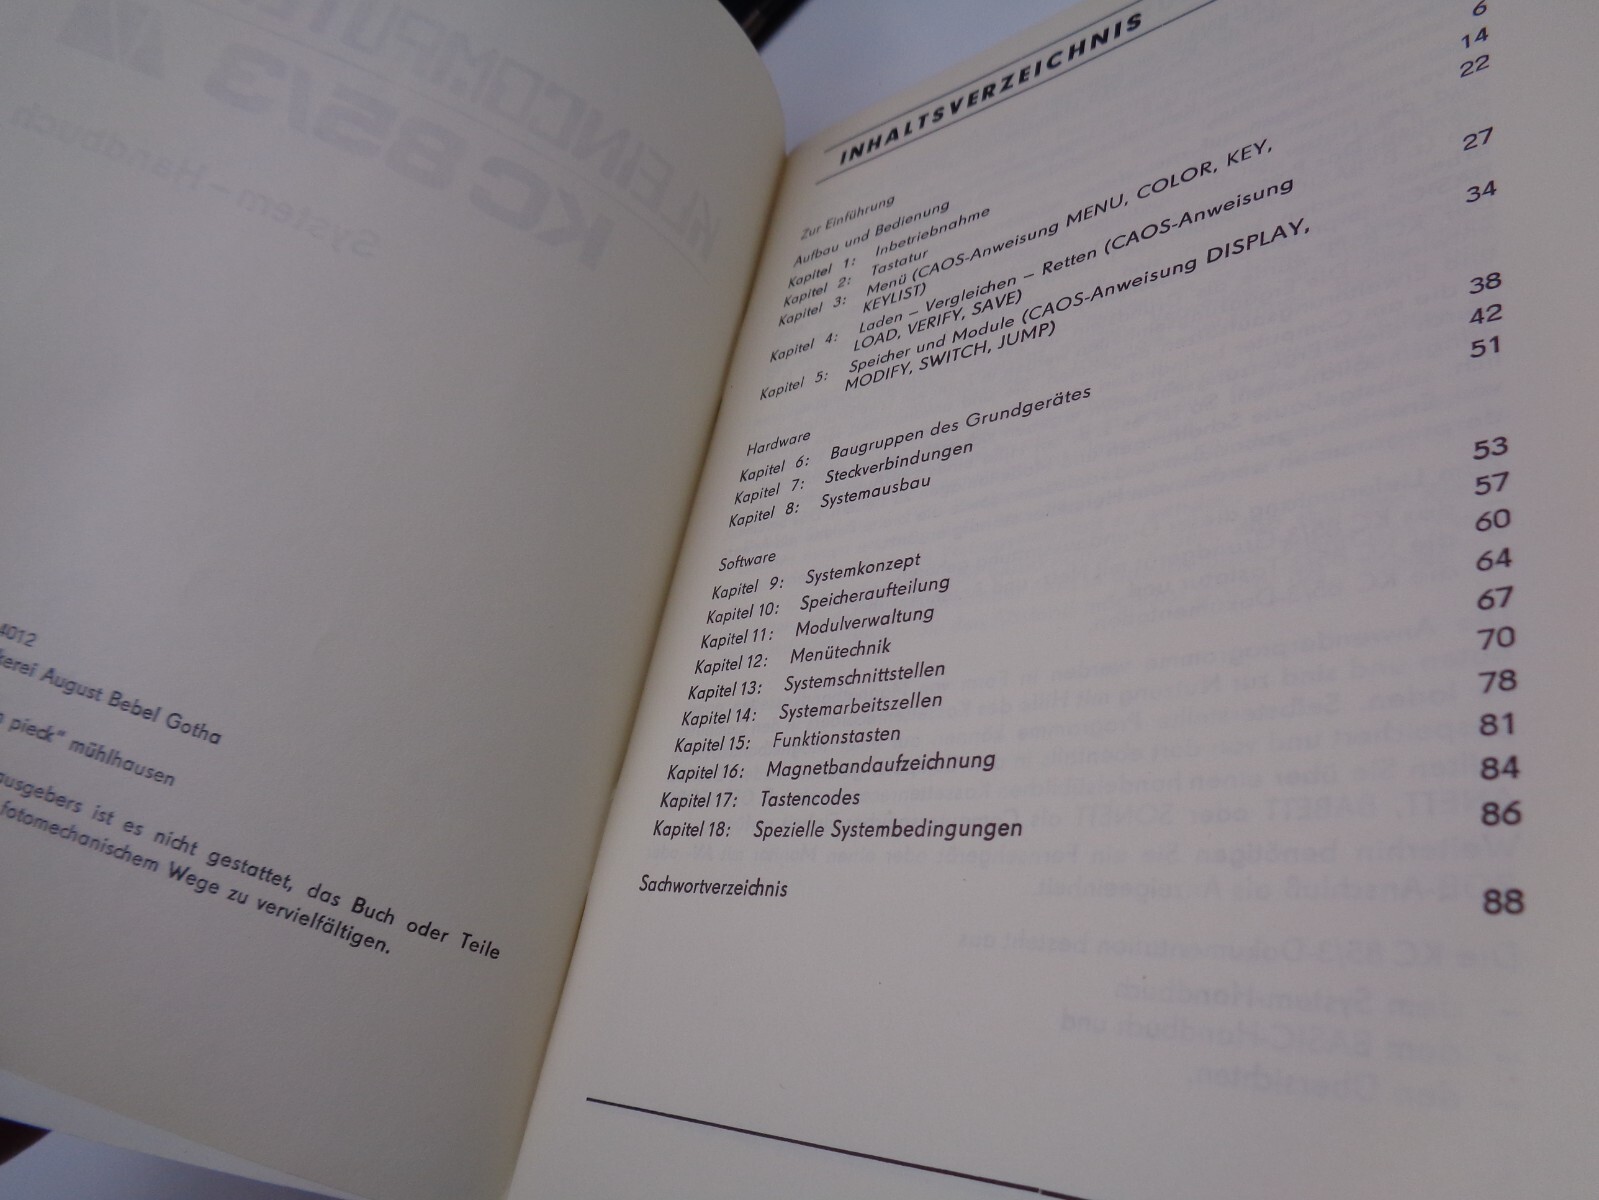 4012
kerei August Bebel Gotha
pieck" mühlhausen
ausgebers ist es nicht gestattet, das Buch oder Teile
fotomechanischem Wege zu vervielfältigen.
INHALTSVERZEICHNIS
Zur Einführung
Aufbau und Bedienung
Kapitel 1: Inbetriebnahme 6
Kapitel 2: Tastatur 14
Kapitel 3: Menü (CAOS-Anweisung MENU, COLOR, KEY, 22
KEYLIST)
Kapitel 4: Laden – Vergleichen – Retten (CAOS-Anweisung 27
LOAD, VERIFY, SAVE)
Kapitel 5: Speicher und Module (CAOS-Anweisung DISPLAY, 34
MODIFY, SWITCH, JUMP)
Hardware
Kapitel 6: Baugruppen des Grundgerätes 38
Kapitel 7: Steckverbindungen 42
Kapitel 8: Systemausbau 51
Software
Kapitel 9: Systemkonzept 53
Kapitel 10: Speicheraufteilung 57
Kapitel 11: Modulverwaltung 60
Kapitel 12: Menütechnik 64
Kapitel 13: Systemschnittstellen 67
Kapitel 14: Systemarbeitszellen 70
Kapitel 15: Funktionstasten 78
Kapitel 16: Magnetbandaufzeichnung 81
Kapitel 17: Tastencodes 84
Kapitel 18: Spezielle Systembedingungen 86
Sachwortverzeichnis 88